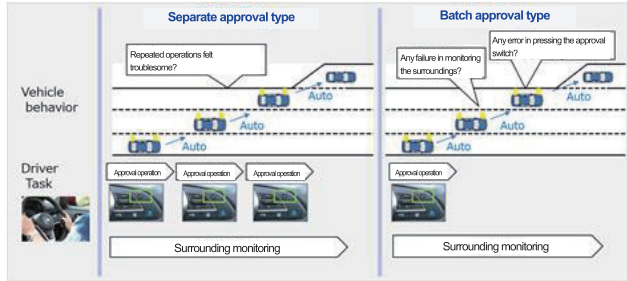 Separate approval type
Batch approval type
Repeated operations felt
troublesome?
Any failure in monitoring
the surroundings?
Any error in pressing the approval
switch?
Vehicle
behavior
Auto
Auto
Auto
Auto
Auto
Auto
Driver
Task
Approval operation
Approval operation
Approval operation
Approval operation
Surrounding monitoring
Surrounding monitoring